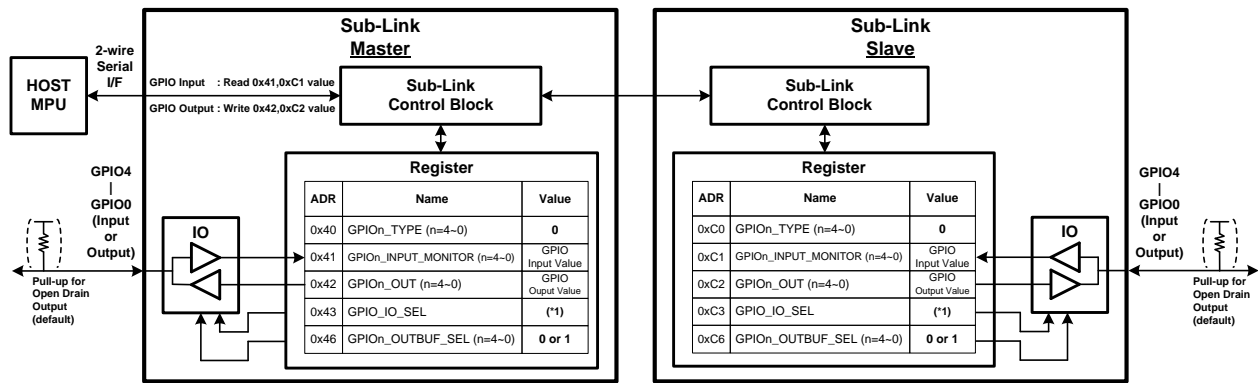 Sub-Link
Master
Sub-Link
Slave
2-wire
Serial
I/F
HOST
MPU
GPIO Input : Read 0x41,0xC1 value
GPIO Output : Write 0x42,0xC2 value
Sub-Link
Control Block
Sub-Link
Control Block
GPIO4
|
GPIO0
(Input
or
Output)
Pull-up for
Open Drain
Output
(default)
IO
Register
ADR Name Value
0x40 GPIOn_TYPE (n=4~0) 0
0x41 GPIOn_INPUT_MONITOR (n=4~0) GPIO
Input Value
0x42 GPIOn_OUT (n=4~0) GPIO
Ouput Value
0x43 GPIO_IO_SEL (*1)
0x46 GPIOn_OUTBUF_SEL (n=4~0) 0 or 1
Register
ADR Name Value
0xC0 GPIOn_TYPE (n=4~0) 0
0xC1 GPIOn_INPUT_MONITOR (n=4~0) GPIO
Input Value
0xC2 GPIOn_OUT (n=4~0) GPIO
Output Value
0xC3 GPIO_IO_SEL (*1)
0xC6 GPIOn_OUTBUF_SEL (n=4~0) 0 or 1
IO
GPIO4
|
GPIO0
(Input
or
Output)
Pull-up for
Open Drain
Output
(default)